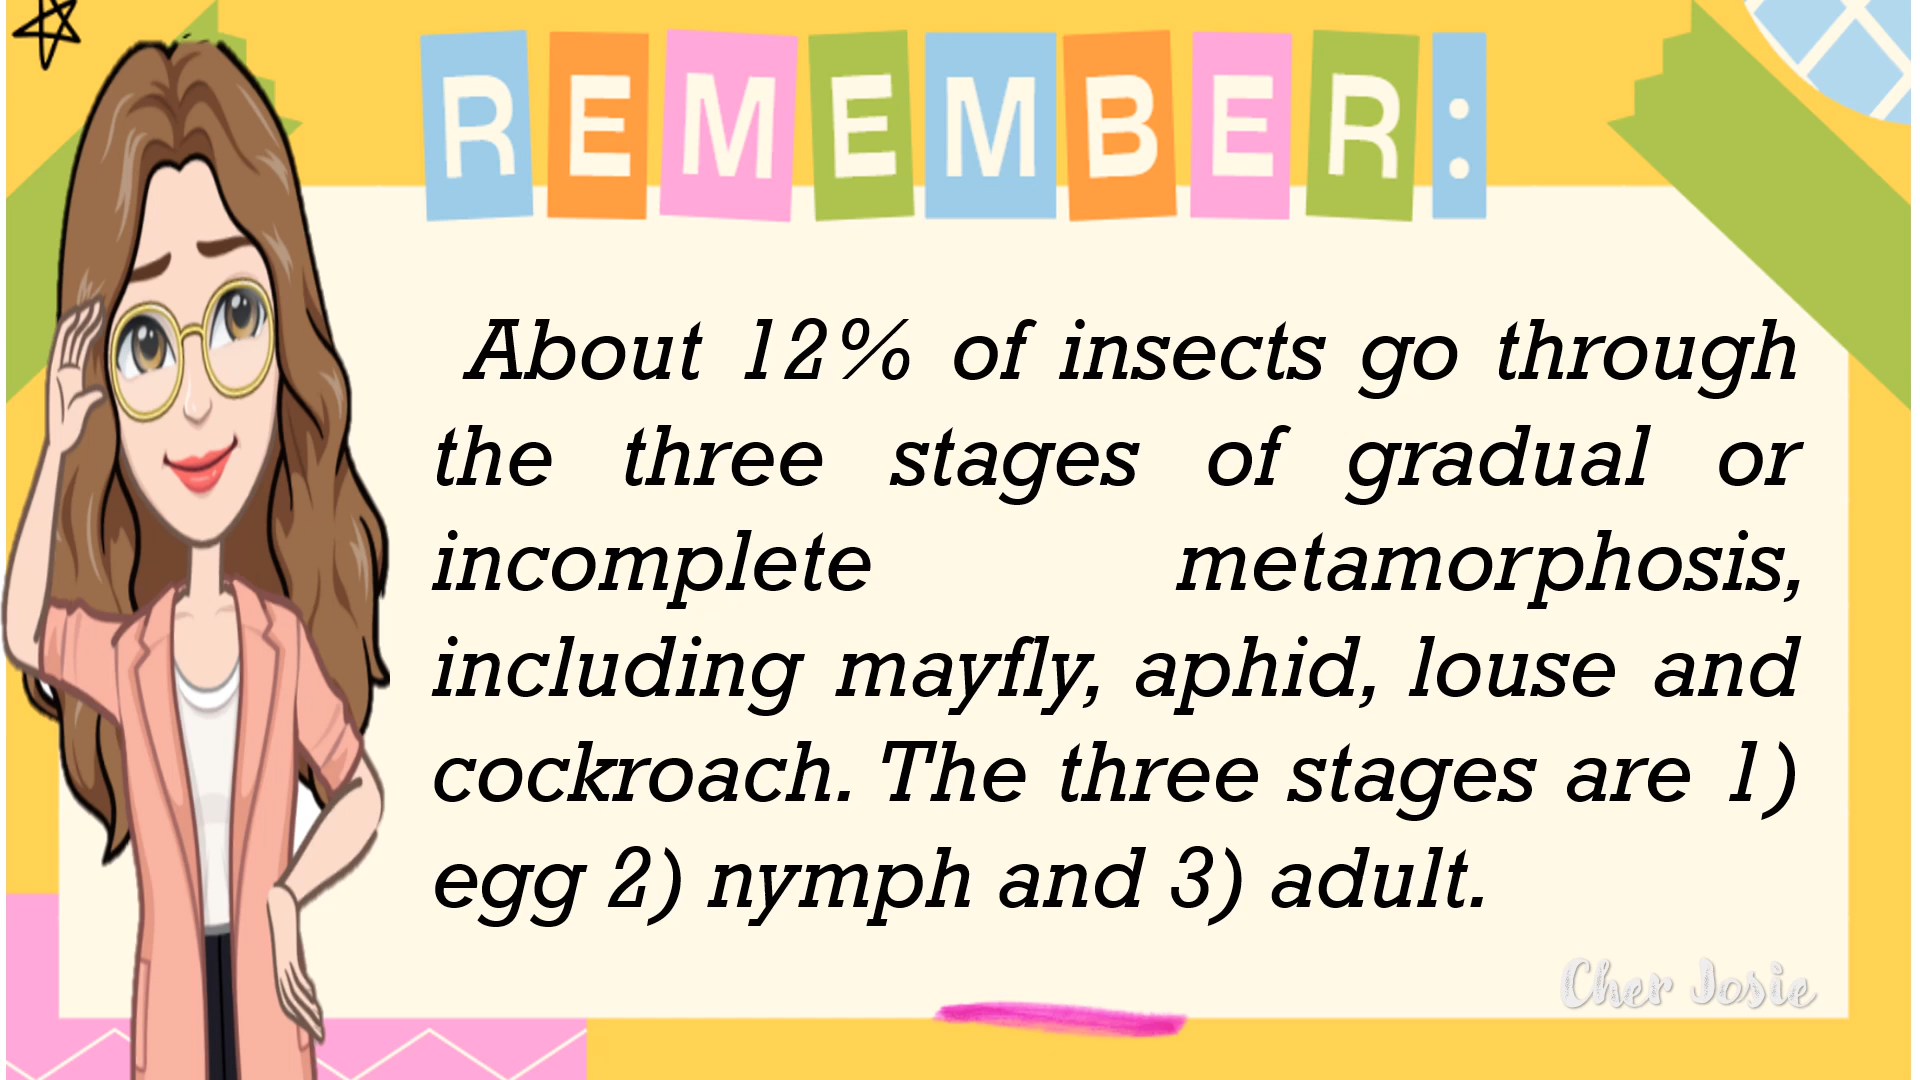 REMEMBER:
About 12% of insects go through
the three stages of gradual or
incomplete metamorphosis,
including mayfly, aphid, louse and
cockroach. The three stages are 1)
egg 2) nymph and 3) adult.
Cher Josie